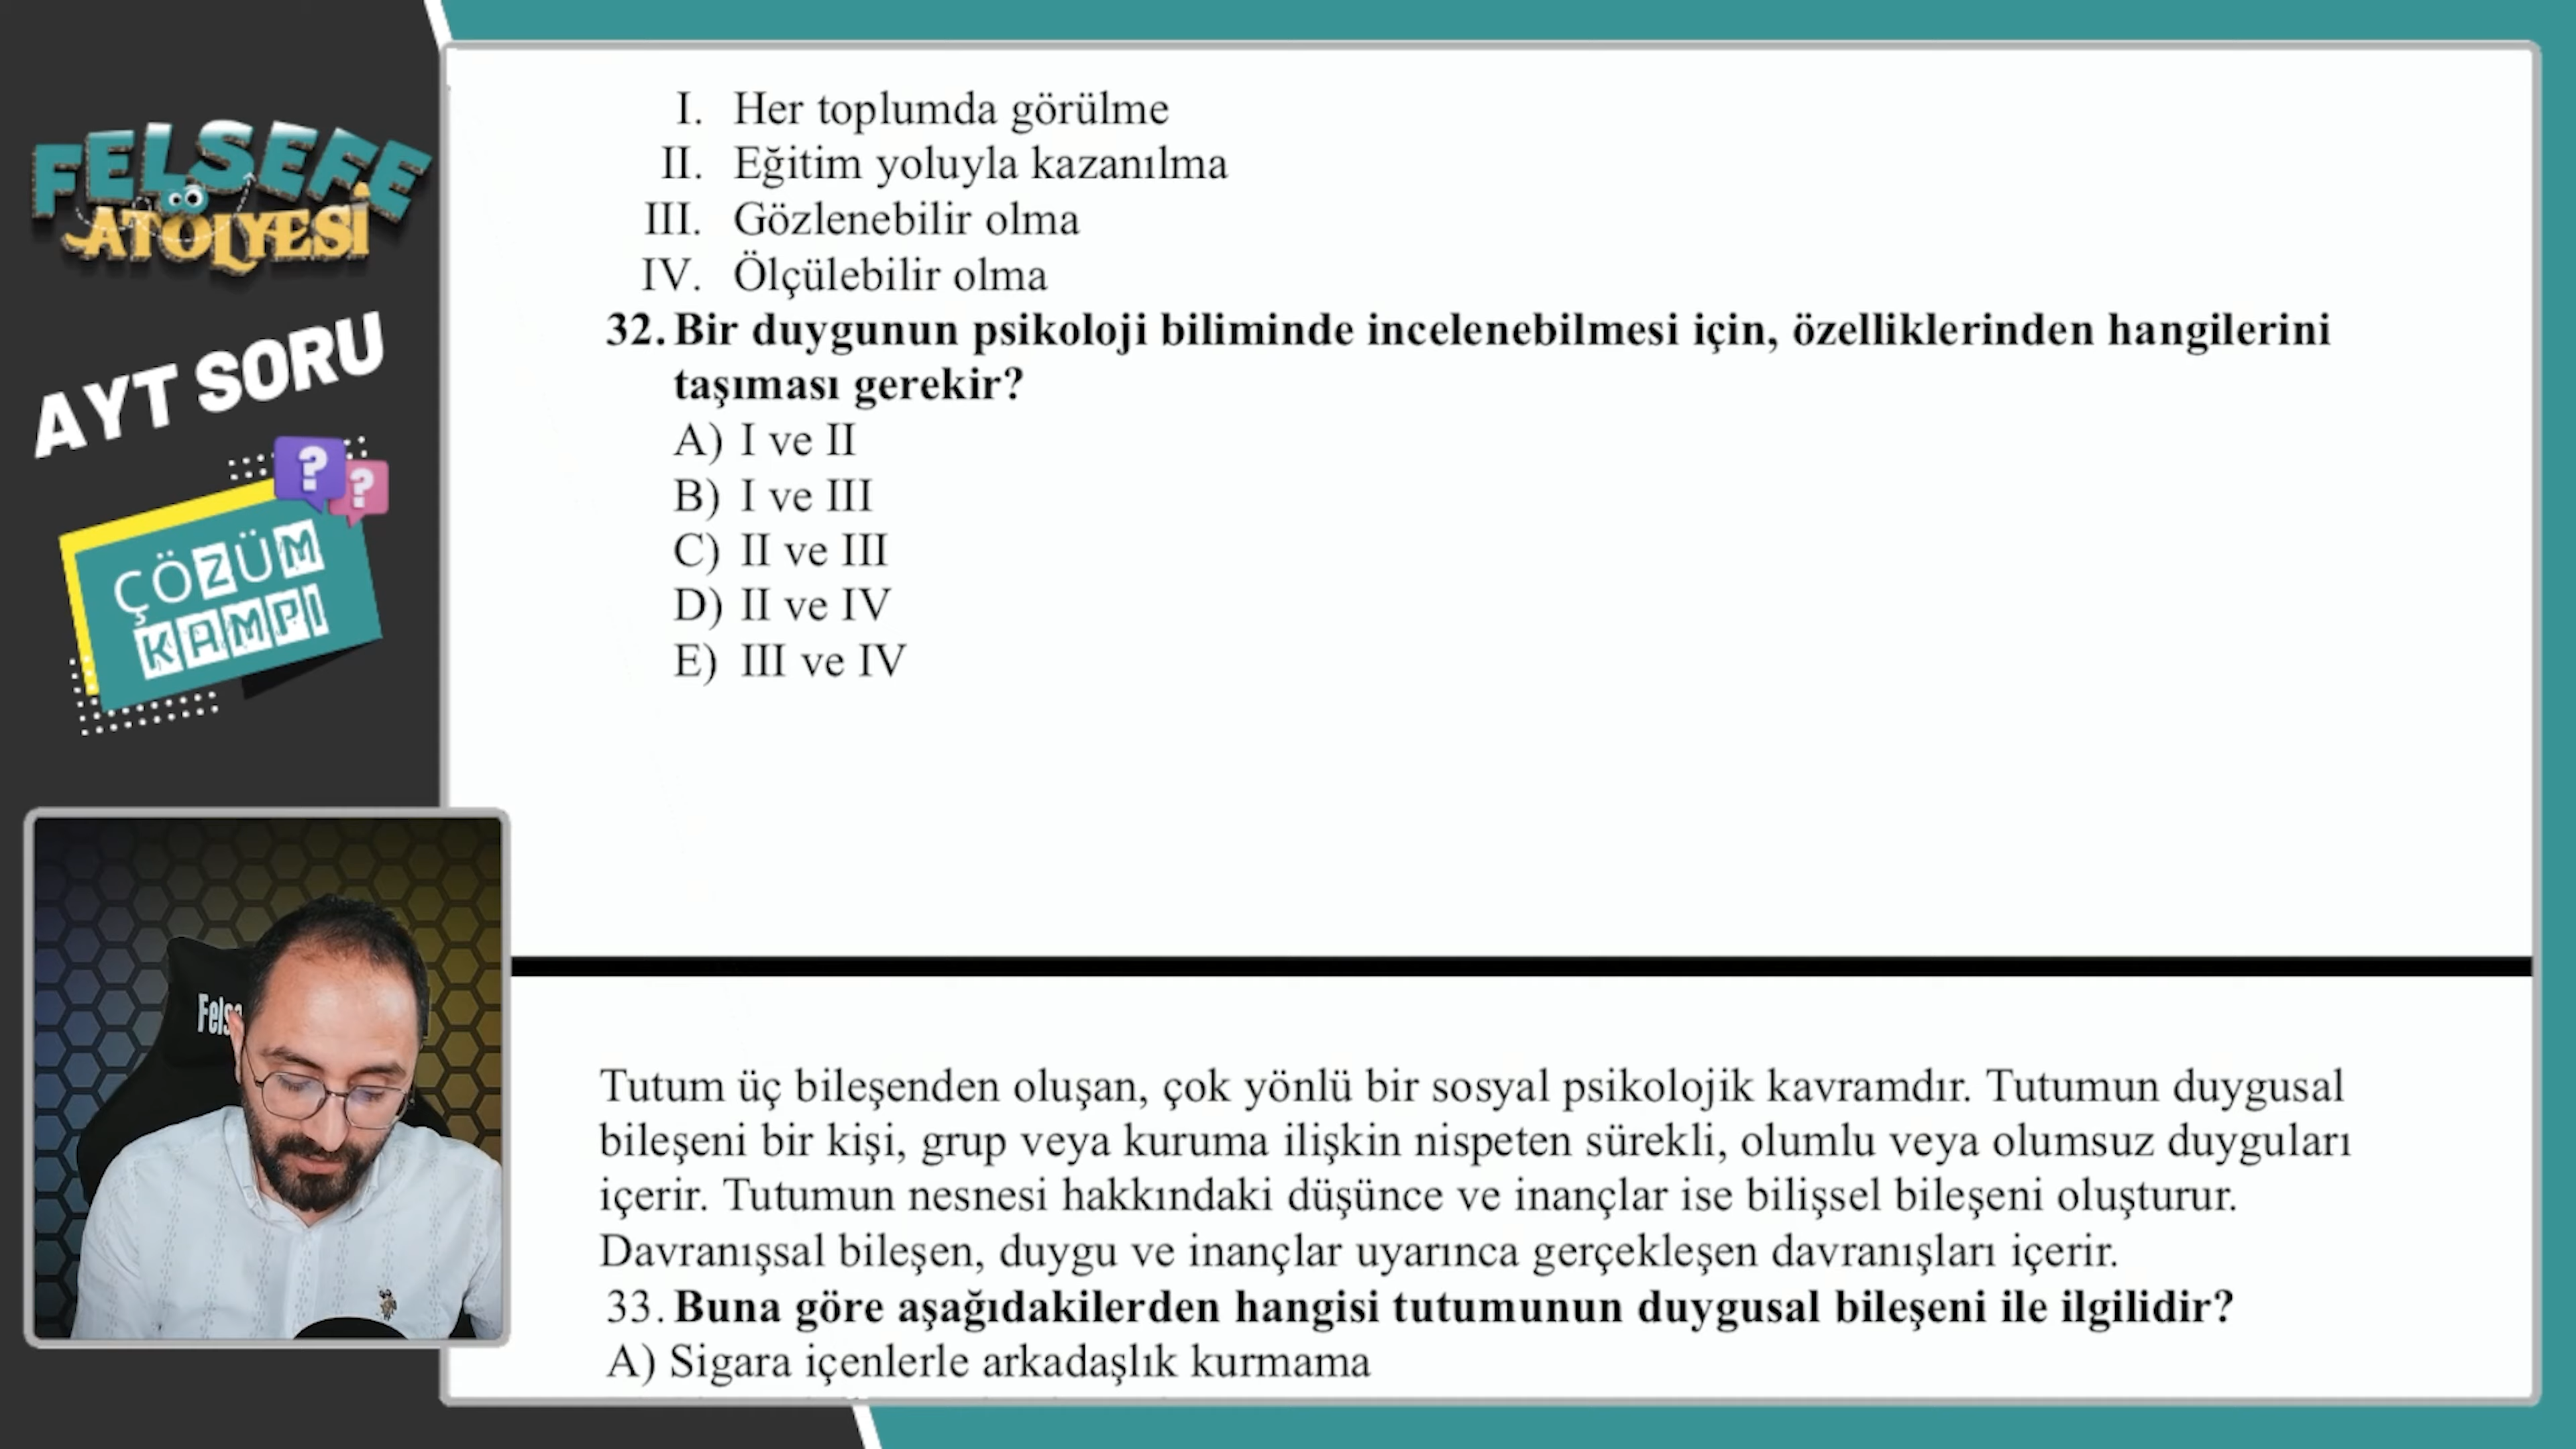 FELSEFE
ATÖLYESİ
AYT SORU
? ?
ÇÖZÜM
KAMPI
I. Her toplumda görülme
II. Eğitim yoluyla kazanılma
III. Gözlenebilir olma
IV. Ölçülebilir olma
32. Bir duygunun psikoloji biliminde incelenebilmesi için, özelliklerinden hangilerini
taşıması gerekir?
A) I ve II
B) I ve III
C) II ve III
D) II ve IV
E) III ve IV
Tutum üç bileşenden oluşan, çok yönlü bir sosyal psikolojik kavramdır. Tutumun duygusal
bileşeni bir kişi, grup veya kuruma ilişkin nispeten sürekli, olumlu veya olumsuz duyguları
içerir. Tutumun nesnesi hakkındaki düşünce ve inançlar ise bilişsel bileşeni oluşturur.
Davranışsal bileşen, duygu ve inançlar uyarınca gerçekleşen davranışları içerir.
33. Buna göre aşağıdakilerden hangisi tutumunun duygusal bileşeni ile ilgilidir?
A) Sigara içenlerle arkadaşlık kurmama